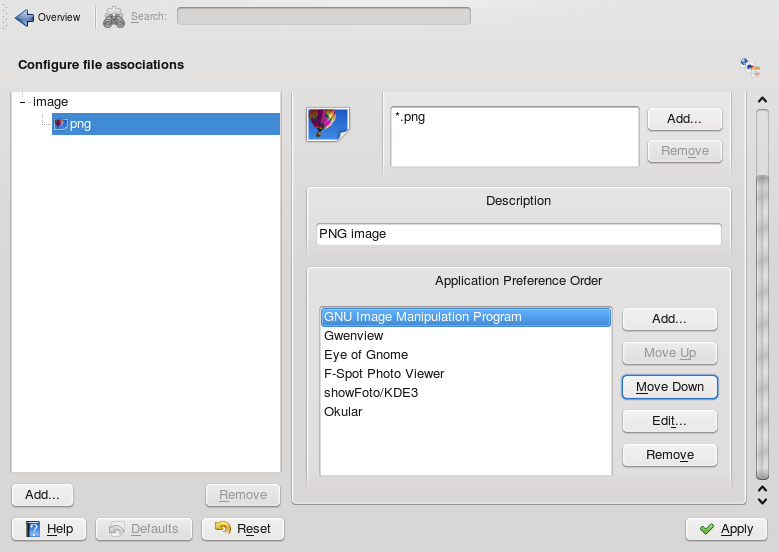 Overview
Search:
Configure file associations
image
png
*.png
Add...
Remove
Description
PNG image
Application Preference Order
GNU Image Manipulation Program
Gwenview
Eye of Gnome
F-Spot Photo Viewer
showFoto/KDE3
Okular
Add...
Move Up
Move Down
Edit...
Remove
Add...
Remove
Help
Defaults
Reset
Apply